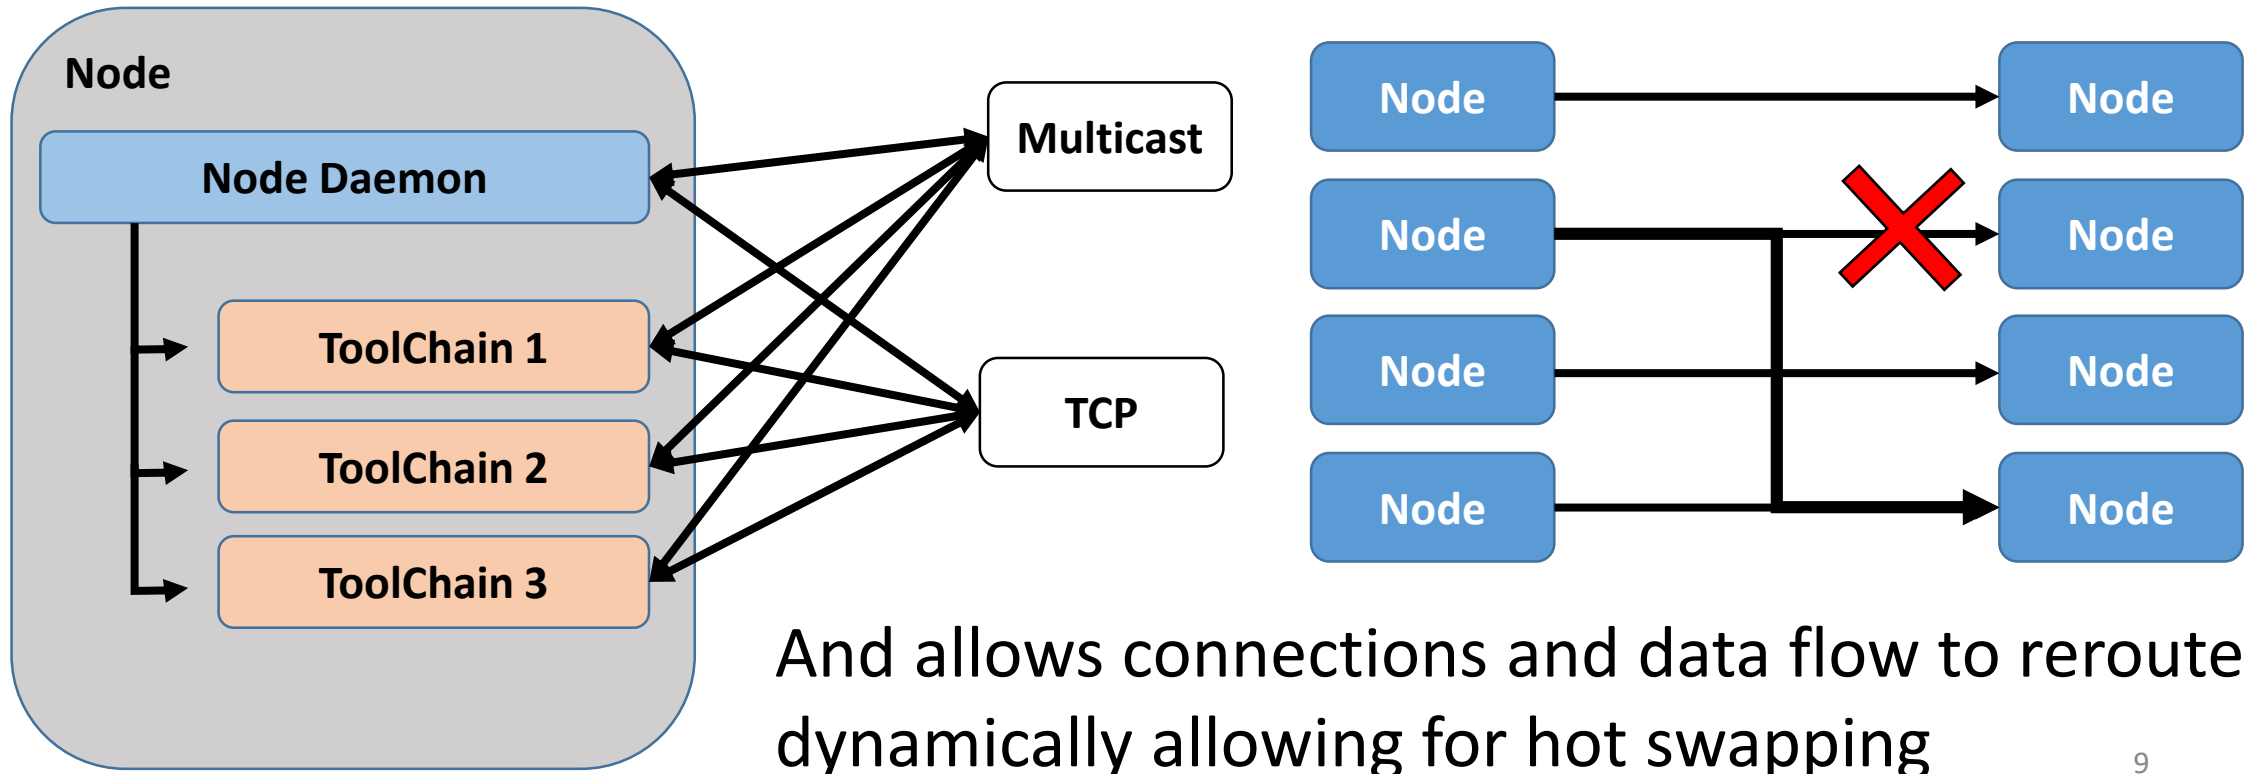 Node
Node Daemon
ToolChain 1
ToolChain 2
ToolChain 3
Multicast
TCP
Node
Node
Node
Node
Node
Node
Node
Node
And allows connections and data flow to reroute
dynamically allowing for hot swapping
9